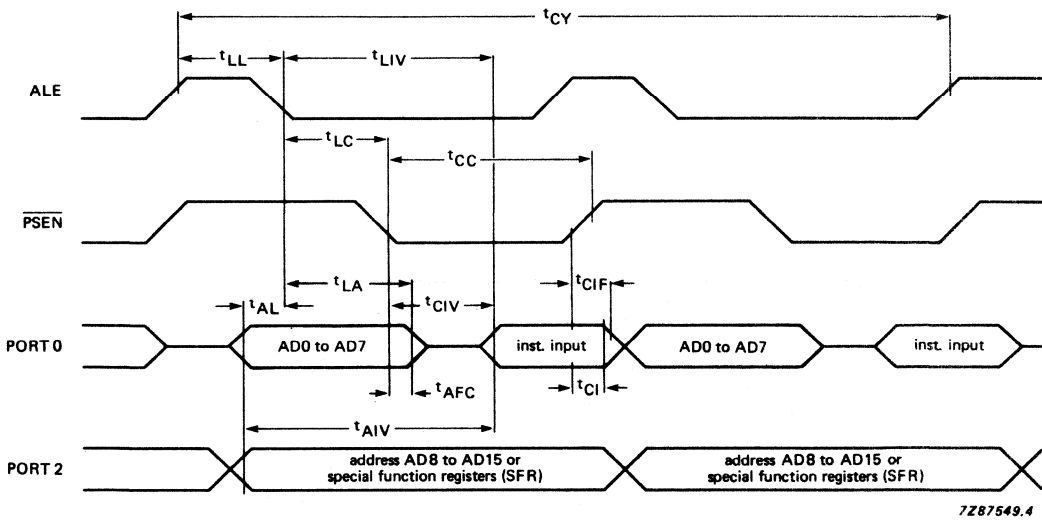 tCY
tLL
tLIV
ALE
tLC
tCC
PSEN
tLA
tCIF
tAL
tCIV
PORT 0
AD0 to AD7
inst. input
AD0 to AD7
inst. input
tAFC
tCI
tAIV
PORT 2
address AD8 to AD15 or
special function registers (SFR)
address AD8 to AD15 or
special function registers (SFR)
7Z87549.4